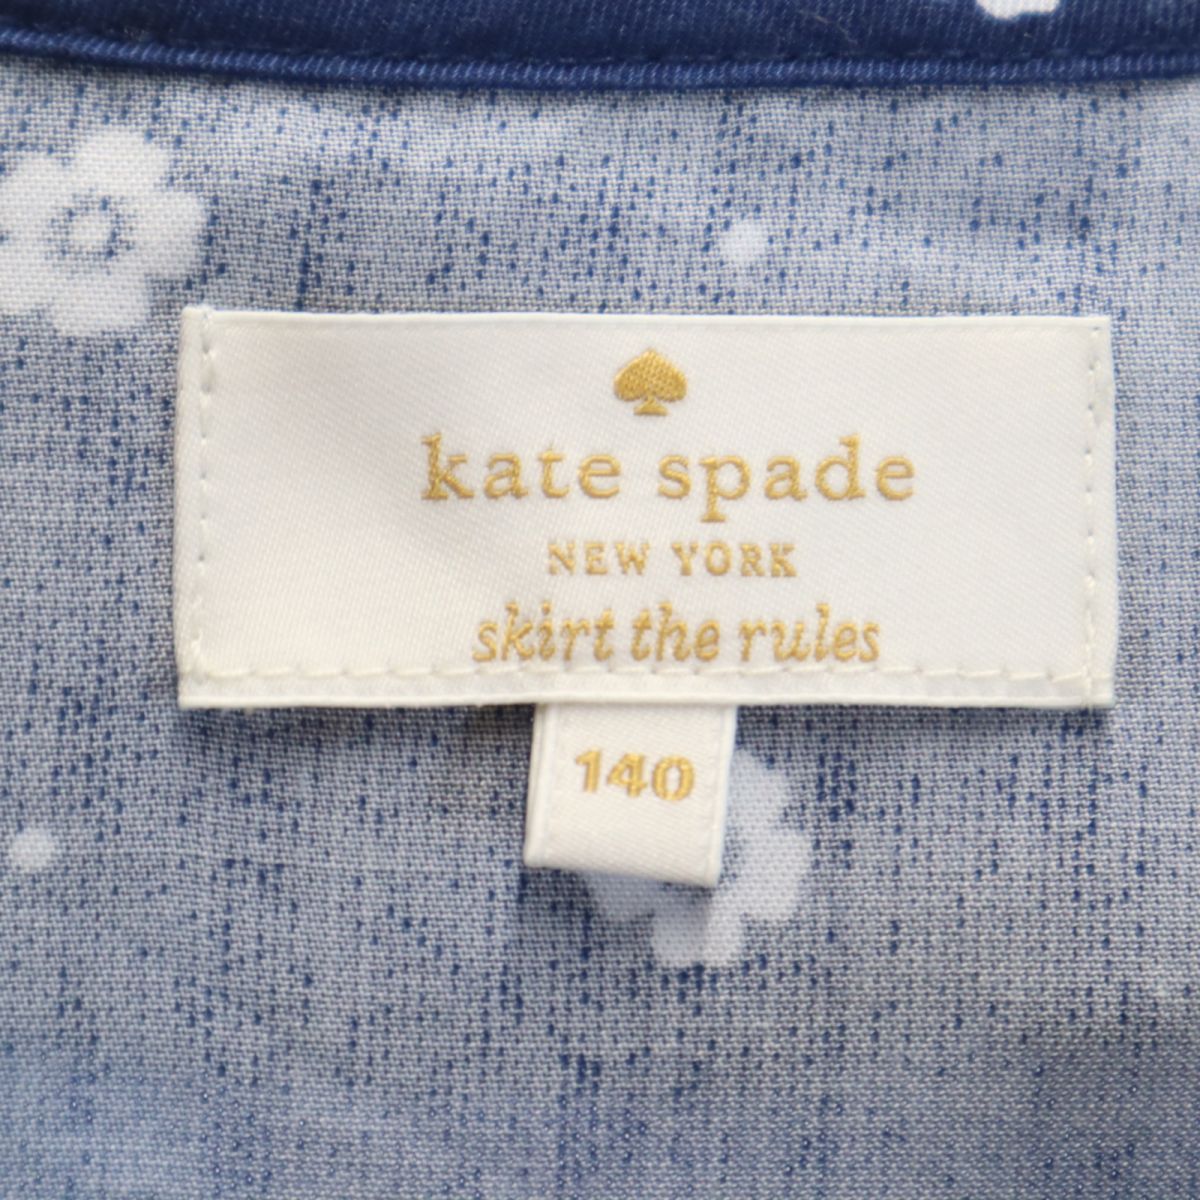 kate spade
NEW YORK
skirt the rules
140